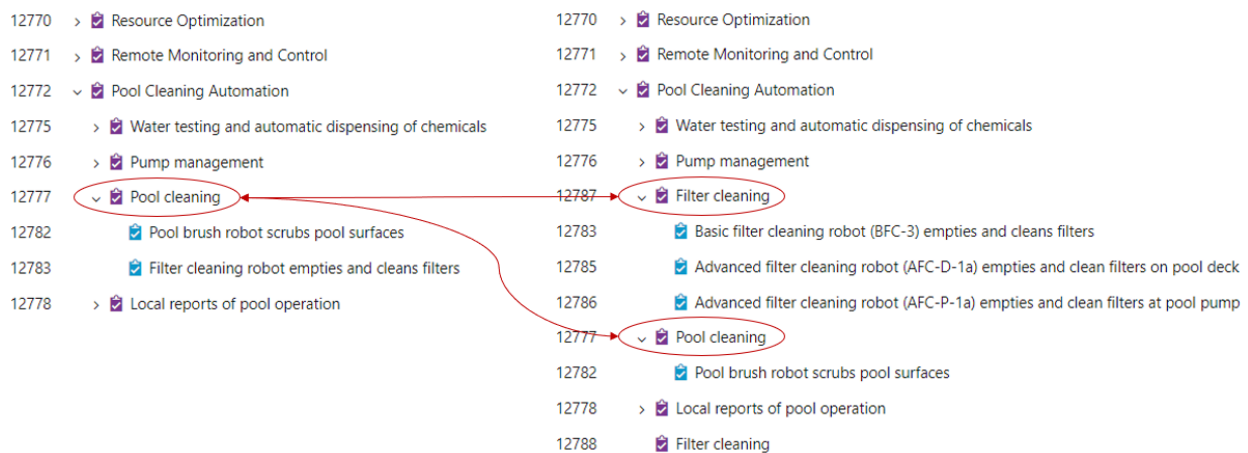 12770 Resource Optimization
12771 Remote Monitoring and Control
12772 Pool Cleaning Automation
12775 Water testing and automatic dispensing of chemicals
12776 Pump management
12777 Pool cleaning
12782 Pool brush robot scrubs pool surfaces
12783 Filter cleaning robot empties and cleans filters
12778 Local reports of pool operation
12770 Resource Optimization
12771 Remote Monitoring and Control
12772 Pool Cleaning Automation
12775 Water testing and automatic dispensing of chemicals
12776 Pump management
12787 Filter cleaning
12783 Basic filter cleaning robot (BFC-3) empties and cleans filters
12785 Advanced filter cleaning robot (AFC-D-1a) empties and clean filters on pool deck
12786 Advanced filter cleaning robot (AFC-P-1a) empties and clean filters at pool pump
12777 Pool cleaning
12782 Pool brush robot scrubs pool surfaces
12778 Local reports of pool operation
12788 Filter cleaning